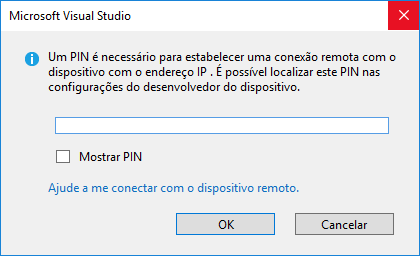 Microsoft Visual Studio
Um PIN é necessário para estabelecer uma conexão remota com o
dispositivo com o endereço IP . É possível localizar este PIN nas
configurações do desenvolvedor do dispositivo.
Mostrar PIN
Ajude a me conectar com o dispositivo remoto.
OK
Cancelar